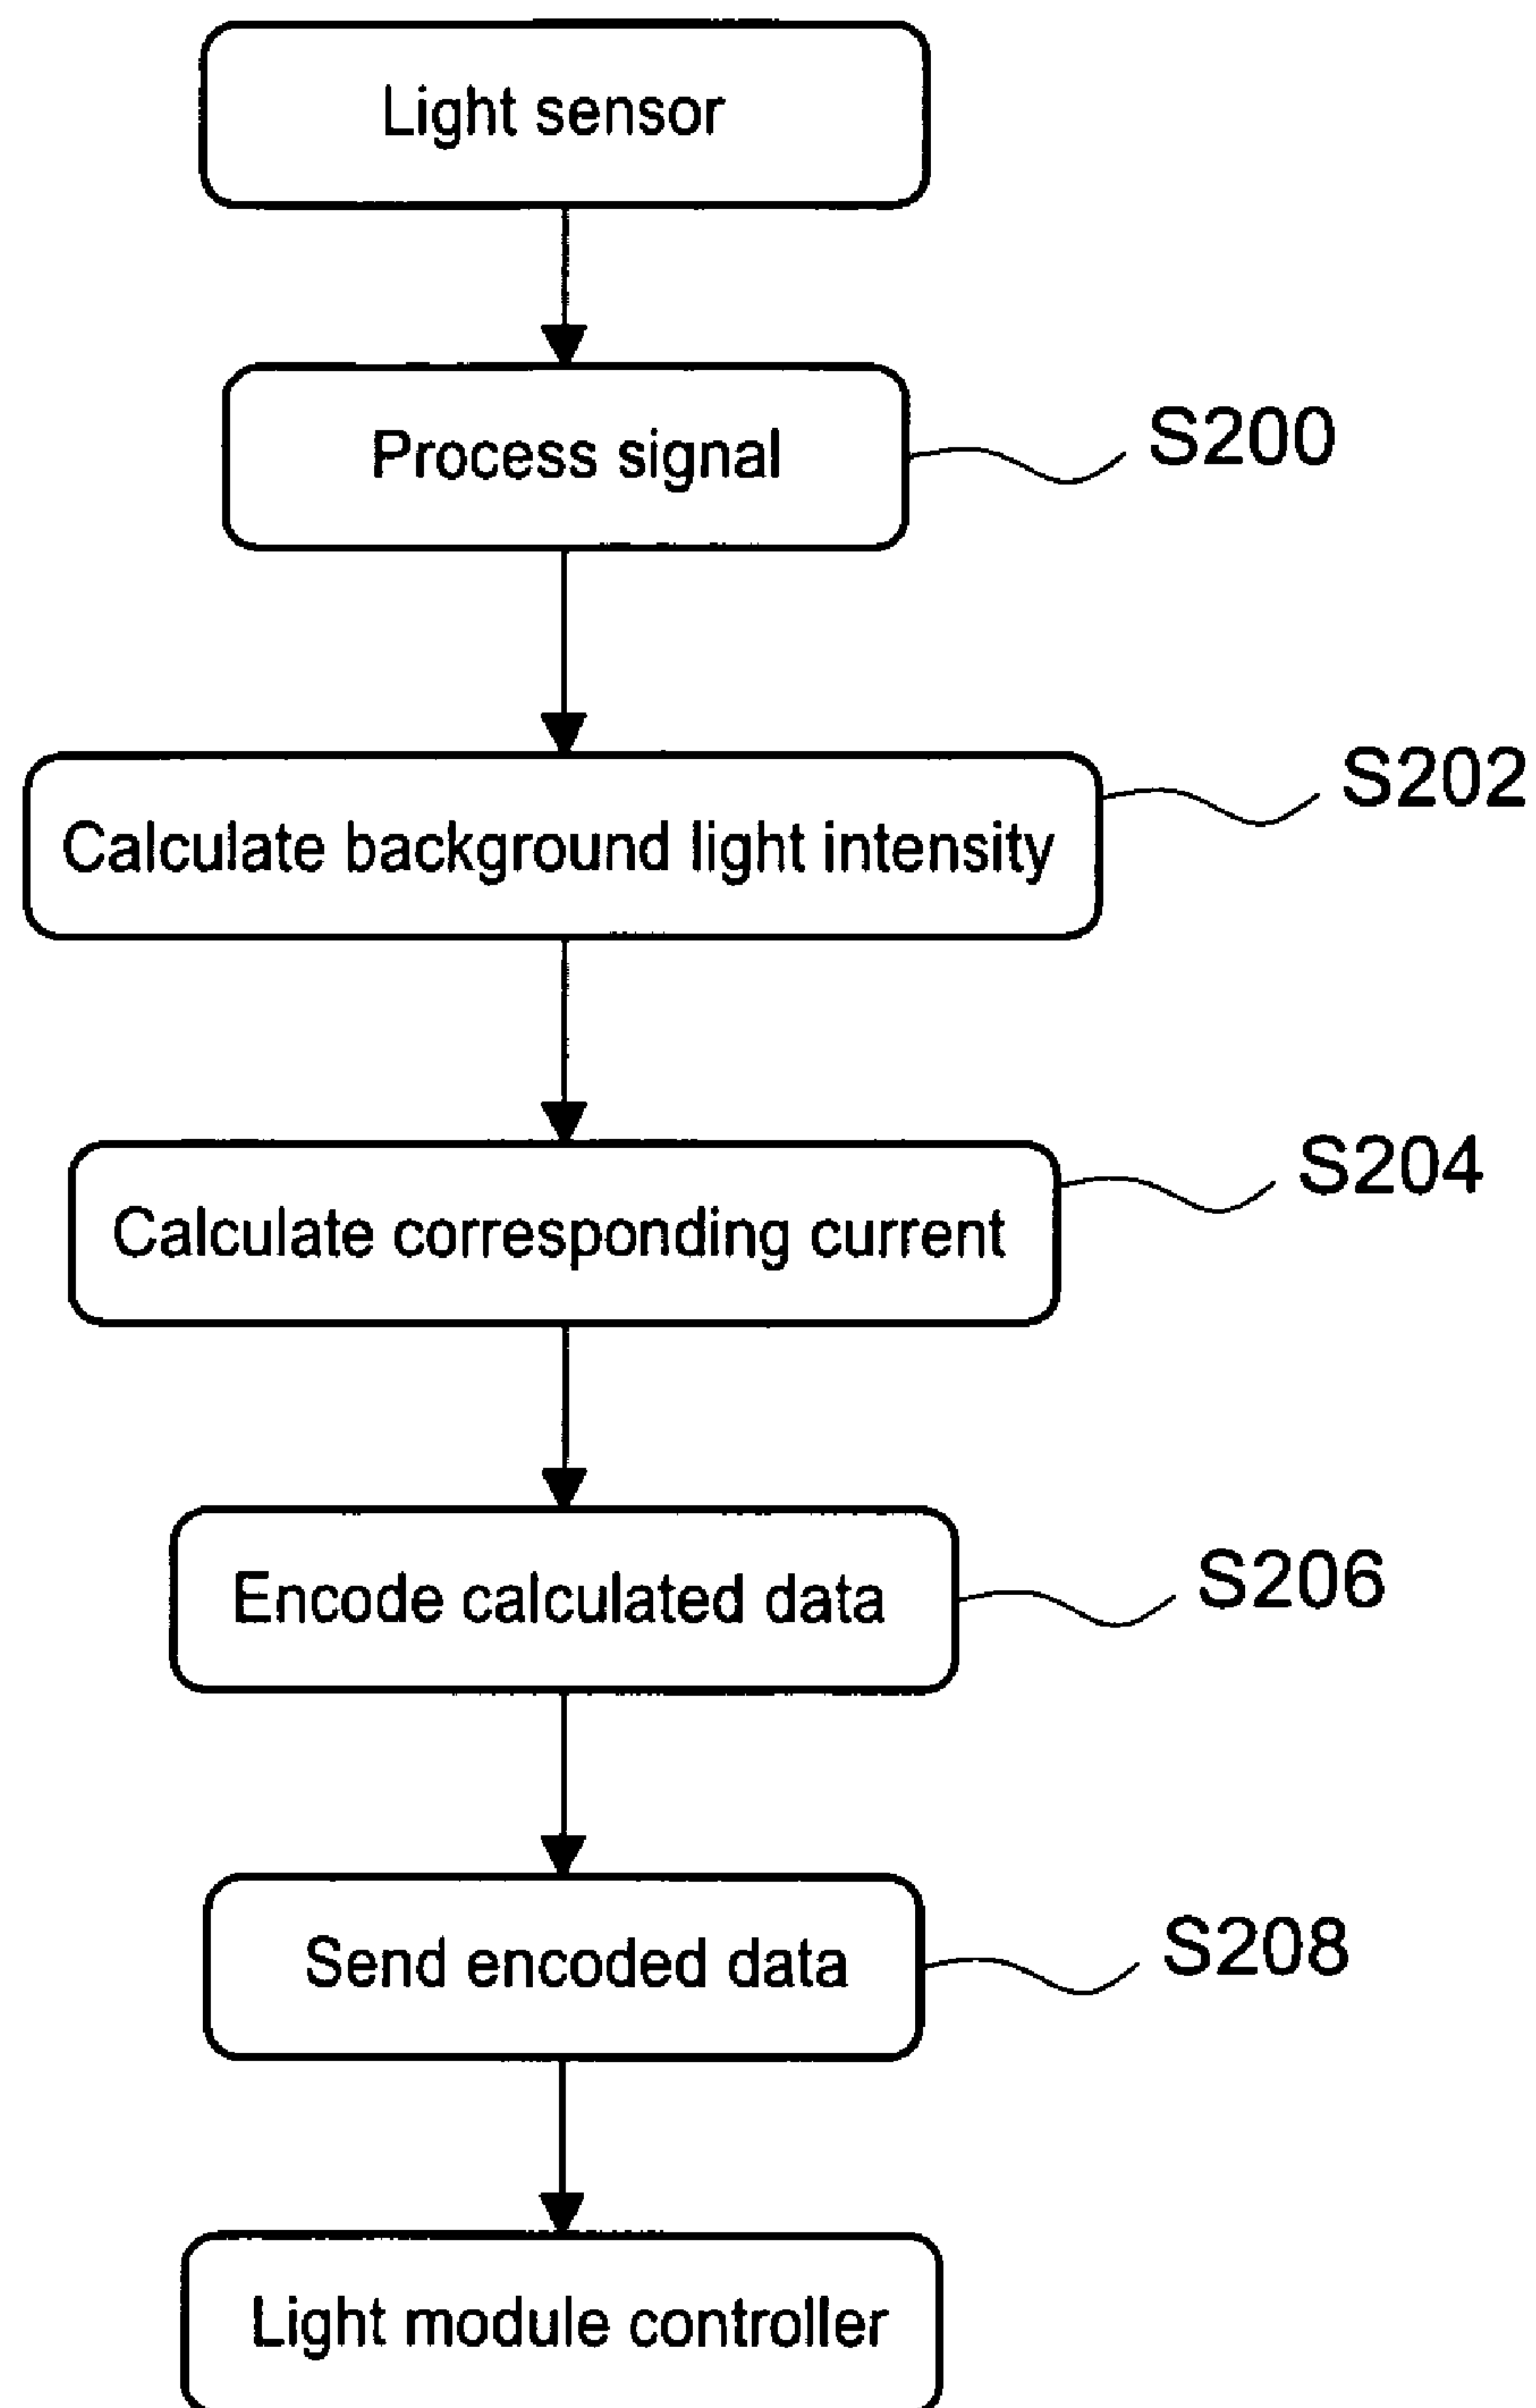 Light sensor
Process signal
S200
Calculate background light intensity
S202
Calculate corresponding current
S204
Encode calculated data
S206
Send encoded data
S208
Light module controller